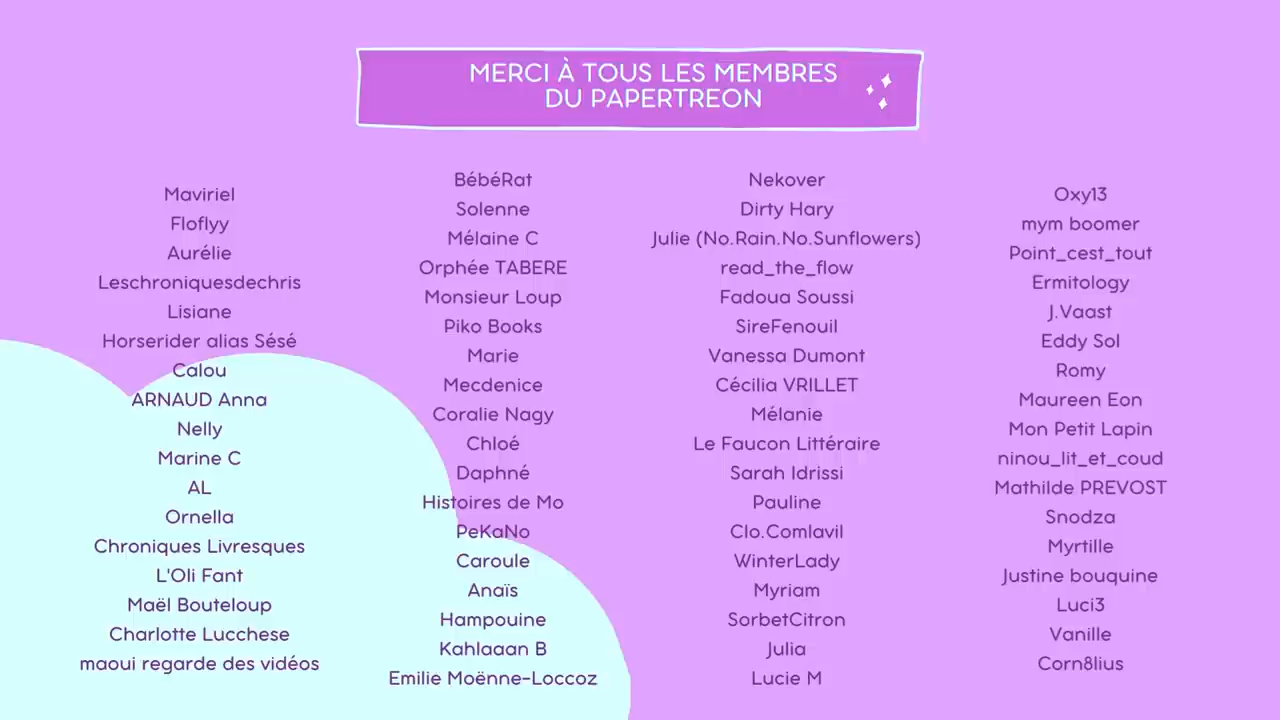 MERCI À TOUS LES MEMBRES
DU PAPERTREON
Maviriel
Floflyy
Aurélie
Leschroniquesdechris
Lisiane
Horserider alias Sésé
Calou
ARNAUD Anna
Nelly
Marine C
AL
Ornella
Chroniques Livresques
L'Oli Fant
Maël Bouteloup
Charlotte Lucchese
maoui regarde des vidéos
BébéRat
Solenne
Mélaine C
Orphée TABERE
Monsieur Loup
Piko Books
Marie
Mecdenice
Coralie Nagy
Chloé
Daphné
Histoires de Mo
PeKaNo
Caroule
Anaïs
Hampouine
Kahlaaan B
Emilie Moënne-Loccoz
Nekover
Dirty Hary
Julie (No.Rain.No.Sunflowers)
read_the_flow
Fadoua Soussi
SireFenouil
Vanessa Dumont
Cécilia VRILLET
Mélanie
Le Faucon Littéraire
Sarah Idrissi
Pauline
Clo.Comlavil
WinterLady
Myriam
SorbetCitron
Julia
Lucie M
Oxy13
mym boomer
Point_cest_tout
Ermitology
J.Vaast
Eddy Sol
Romy
Maureen Eon
Mon Petit Lapin
ninou_lit_et_coud
Mathilde PREVOST
Snodza
Myrtille
Justine bouquine
Luci3
Vanille
Corn8lius